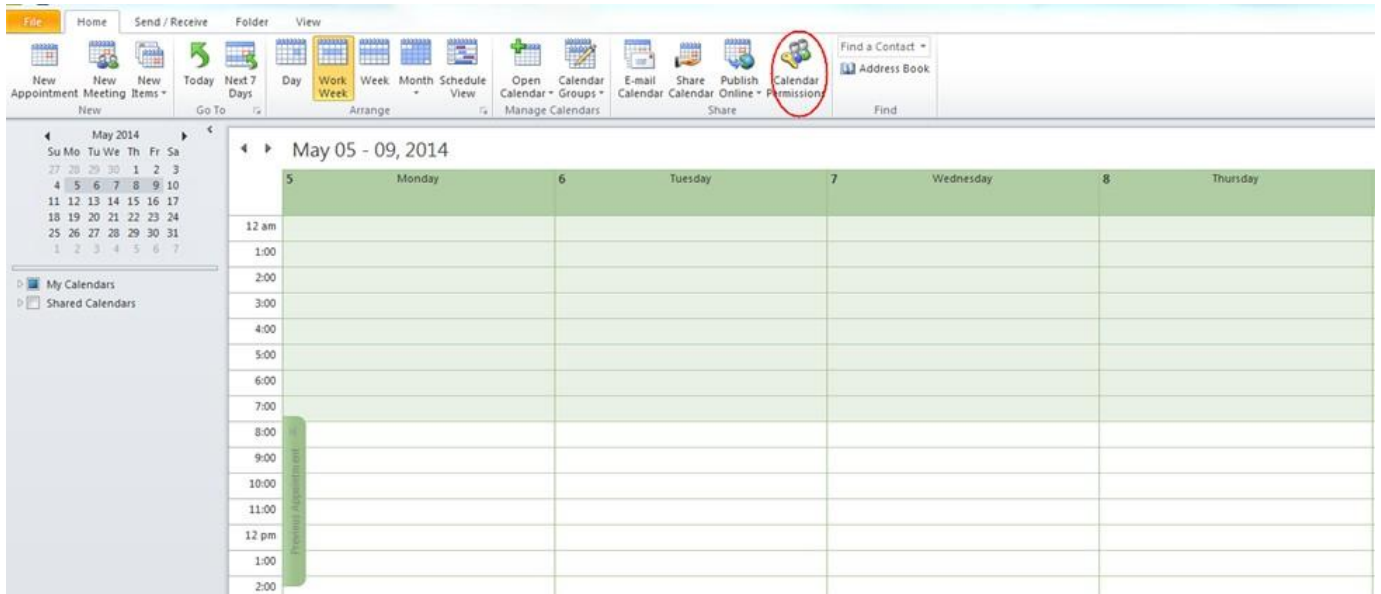 File Home Send / Receive Folder View
New Appointment
New Meeting
New Items
Today
Next 7 Days
Day
Work Week
Week
Month
Schedule View
Open Calendar
Calendar Groups
E-mail Calendar
Share Calendar
Publish Online
Calendar Permissions
Find a Contact
Address Book
New Go To Arrange Manage Calendars Share Find
May 2014
Su Mo Tu We Th Fr Sa
27 28 29 30 1 2 3
4 5 6 7 8 9 10
11 12 13 14 15 16 17
18 19 20 21 22 23 24
25 26 27 28 29 30 31
1 2 3 4 5 6 7
My Calendars
Shared Calendars
May 05 - 09, 2014
5 Monday 6 Tuesday 7 Wednesday 8 Thursday
12 am
1:00
2:00
3:00
4:00
5:00
6:00
7:00
8:00
9:00
10:00
11:00
12 pm
1:00
2:00
Previous Appointment